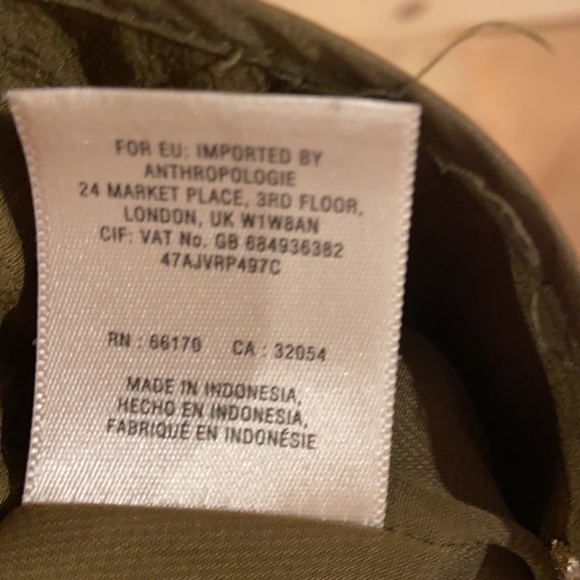 FOR EU: IMPORTED BY
ANTHROPOLOGIE
24 MARKET PLACE, 3RD FLOOR,
LONDON, UK W1W8AN
CIF: VAT No. GB 684936382
47AJVRP497C
RN : 66170 CA : 32054
MADE IN INDONESIA,
HECHO EN INDONESIA,
FABRIQUÉ EN INDONÉSIE